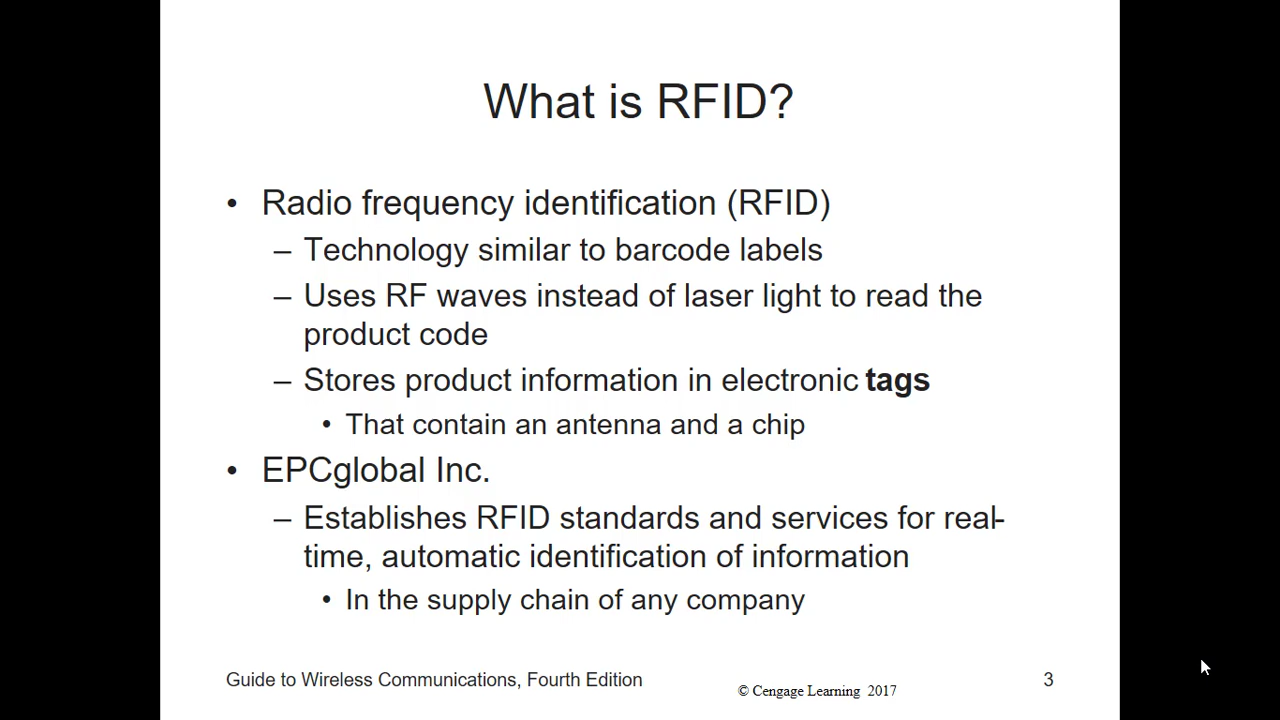 What is RFID?
• Radio frequency identification (RFID)
– Technology similar to barcode labels
– Uses RF waves instead of laser light to read the
product code
– Stores product information in electronic tags
• That contain an antenna and a chip
• EPCglobal Inc.
– Establishes RFID standards and services for real-
time, automatic identification of information
• In the supply chain of any company
Guide to Wireless Communications, Fourth Edition
© Cengage Learning 2017
3